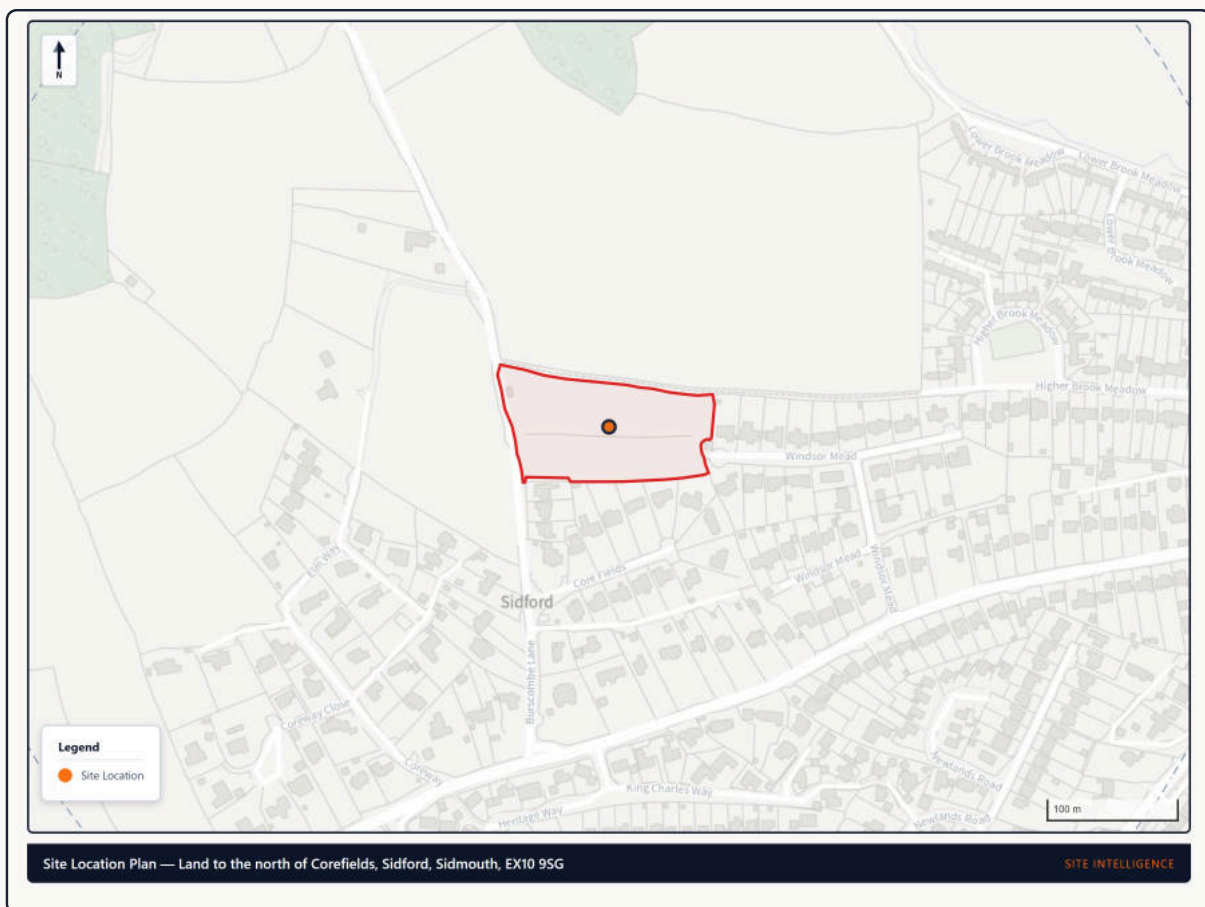 N
Lower Brook Meadow
Lower Brook Meadow
Lower Brook Meadow
Higher Brook Meadow
Higher Brook Meadow
Windsor Mead
Elm Way
Core Fields
Windsor Mead
Windsor Mead
Sidford
Burscombe Lane
Coreway Close
Coreway
Newlands Road
King Charles Way
Heritage Way
Newlands Road
Legend
Site Location
100 m
Site Location Plan — Land to the north of Corefields, Sidford, Sidmouth, EX10 9SG
SITE INTELLIGENCE